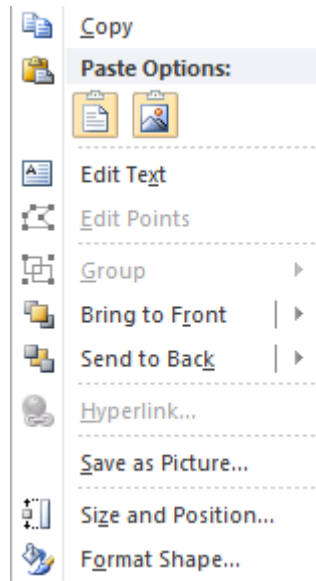 Copy
Paste Options:
Edit Text
Edit Points
Group
Bring to Front
Send to Back
Hyperlink...
Save as Picture...
Size and Position...
Format Shape...